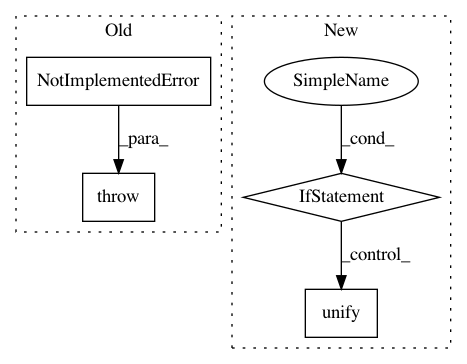 Old
New
NotImplementedError
SimpleName
_para_
_cond_
throw
IfStatement
_control_
unify